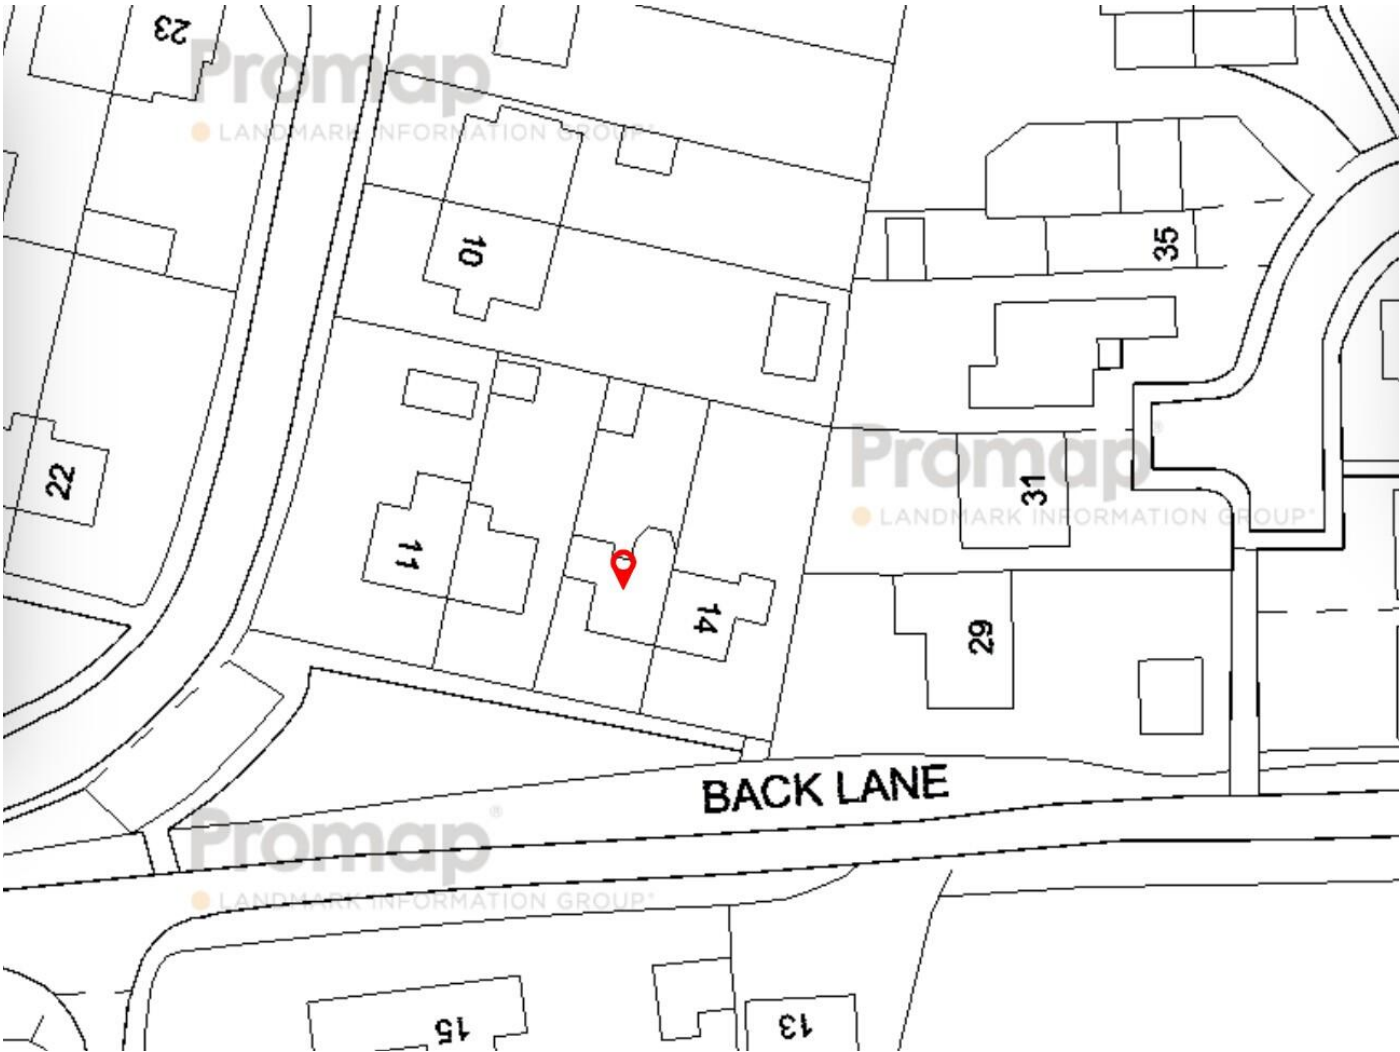 23
Promap
LANDMARK INFORMATION GROUP
10
35
Promap
LANDMARK INFORMATION GROUP
22
31
11
14
29
BACK LANE
Promap
LANDMARK INFORMATION GROUP
15
13